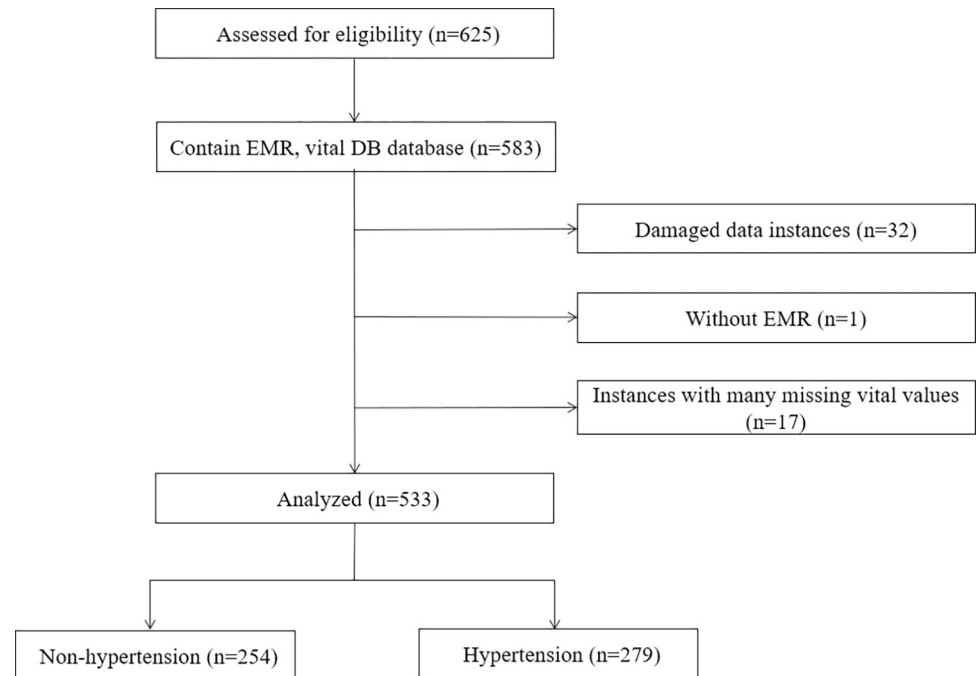 Assessed for eligibility (n=625)
Contain EMR, vital DB database (n=583)
Damaged data instances (n=32)
Without EMR (n=1)
Instances with many missing vital values
(n=17)
Analyzed (n=533)
Non-hypertension (n=254)
Hypertension (n=279)